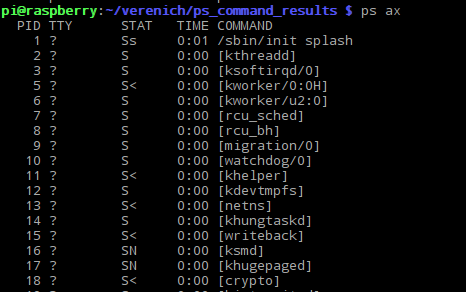 pi@raspberry:~/verenich/ps_command_results $ ps ax
PID TTY STAT TIME COMMAND
1 ? Ss 0:01 /sbin/init splash
2 ? S 0:00 [kthreadd]
3 ? S 0:00 [ksoftirqd/0]
5 ? S< 0:00 [kworker/0:0H]
6 ? S 0:00 [kworker/u2:0]
7 ? S 0:00 [rcu_sched]
8 ? S 0:00 [rcu_bh]
9 ? S 0:00 [migration/0]
10 ? S 0:00 [watchdog/0]
11 ? S< 0:00 [khelper]
12 ? S 0:00 [kdevtmpfs]
13 ? S< 0:00 [netns]
14 ? S 0:00 [khungtaskd]
15 ? S< 0:00 [writeback]
16 ? SN 0:00 [ksmd]
17 ? SN 0:00 [khugepaged]
18 ? S< 0:00 [crypto]